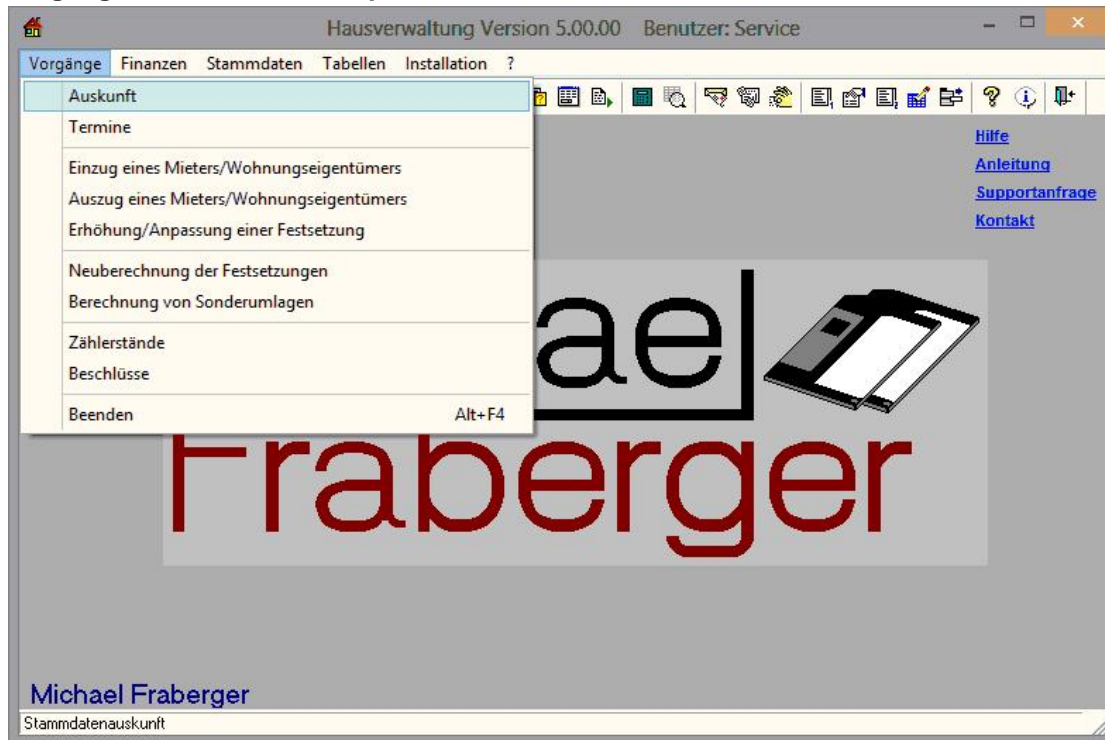 Hausverwaltung Version 5.00.00 Benutzer: Service
Vorgänge Finanzen Stammdaten Tabellen Installation ?
Auskunft
Termine
Einzug eines Mieters/Wohnungseigentümers
Auszug eines Mieters/Wohnungseigentümers
Erhöhung/Anpassung einer Festsetzung
Neuberechnung der Festsetzungen
Berechnung von Sonderumlagen
Zählerstände
Beschlüsse
Beenden Alt+F4
Hilfe
Anleitung
Supportanfrage
Kontakt
ael
Fraberger
Michael Fraberger
Stammdatenauskunft